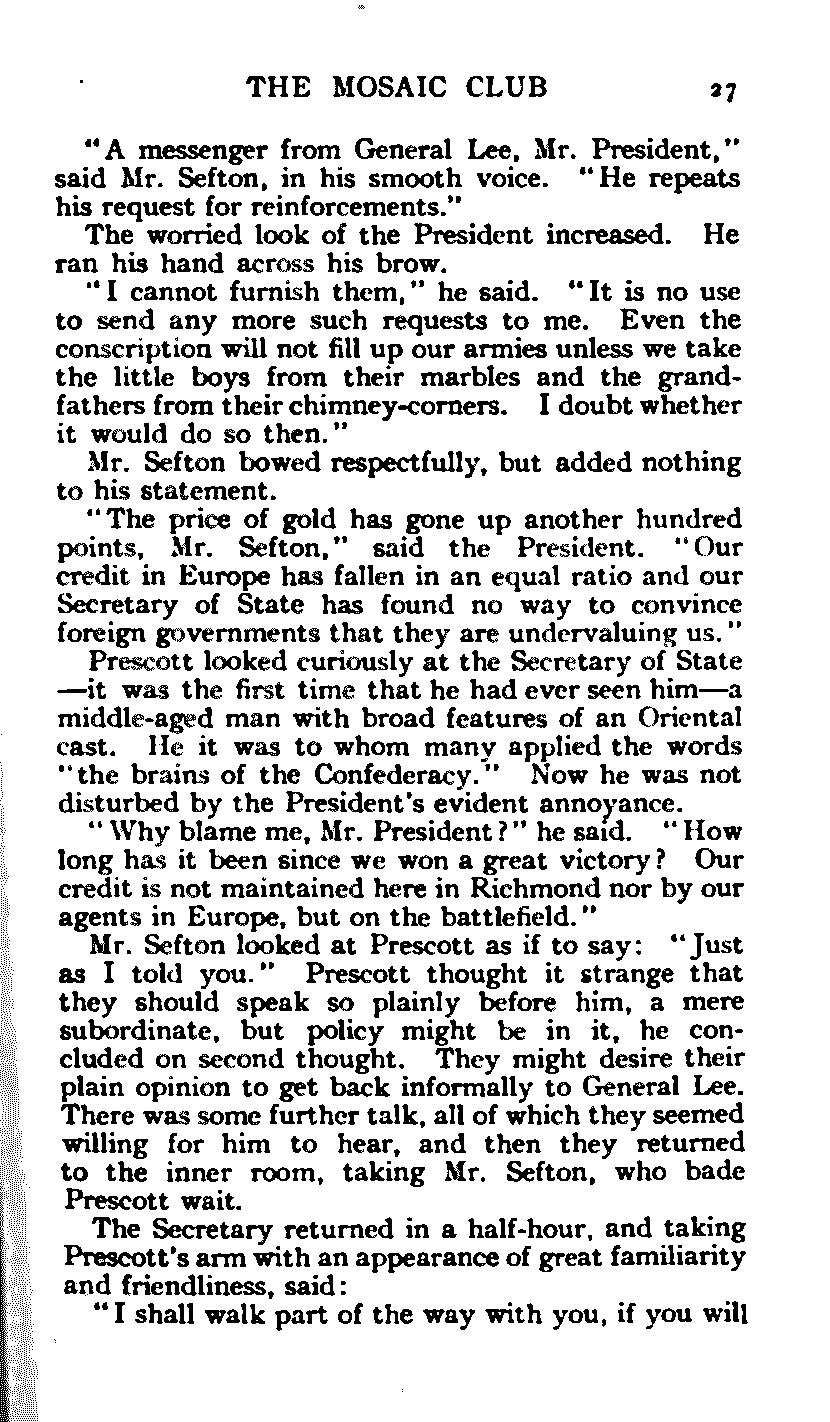 THE MOSAIC CLUB 27
"A messenger from General Lee, Mr. President,"
said Mr. Sefton, in his smooth voice. "He repeats
his request for reinforcements."
The worried look of the President increased. He
ran his hand across his brow.
"I cannot furnish them," he said. "It is no use
to send any more such requests to me. Even the
conscription will not fill up our armies unless we take
the little boys from their marbles and the grand-
fathers from their chimney-corners. I doubt whether
it would do so then."
Mr. Sefton bowed respectfully, but added nothing
to his statement.
"The price of gold has gone up another hundred
points, Mr. Sefton," said the President. "Our
credit in Europe has fallen in an equal ratio and our
Secretary of State has found no way to convince
foreign governments that they are undervaluing us."
Prescott looked curiously at the Secretary of State
—it was the first time that he had ever seen him—a
middle-aged man with broad features of an Oriental
cast. He it was to whom many applied the words
"the brains of the Confederacy." Now he was not
disturbed by the President's evident annoyance.
"Why blame me, Mr. President?" he said. "How
long has it been since we won a great victory? Our
credit is not maintained here in Richmond nor by our
agents in Europe, but on the battlefield."
Mr. Sefton looked at Prescott as if to say: "Just
as I told you." Prescott thought it strange that
they should speak so plainly before him, a mere
subordinate, but policy might be in it, he con-
cluded on second thought. They might desire their
plain opinion to get back informally to General Lee.
There was some further talk, all of which they seemed
willing for him to hear, and then they returned
to the inner room, taking Mr. Sefton, who bade
Prescott wait.
The Secretary returned in a half-hour, and taking
Prescott's arm with an appearance of great familiarity
and friendliness, said:
"I shall walk part of the way with you, if you will